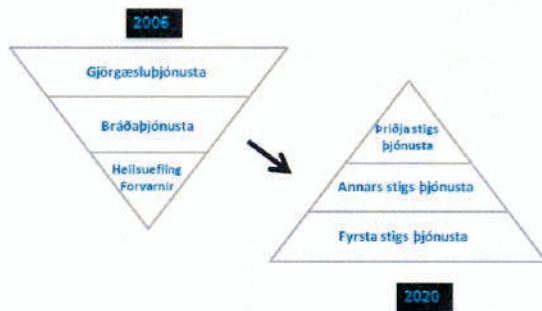 2006
Gjörgæsluþjónusta
Bráðaþjónusta
Heilsuefling
Forvarnir
Þriðja stigs
þjónusta
Annars stigs þjónusta
Fyrsta stigs þjónusta
2020